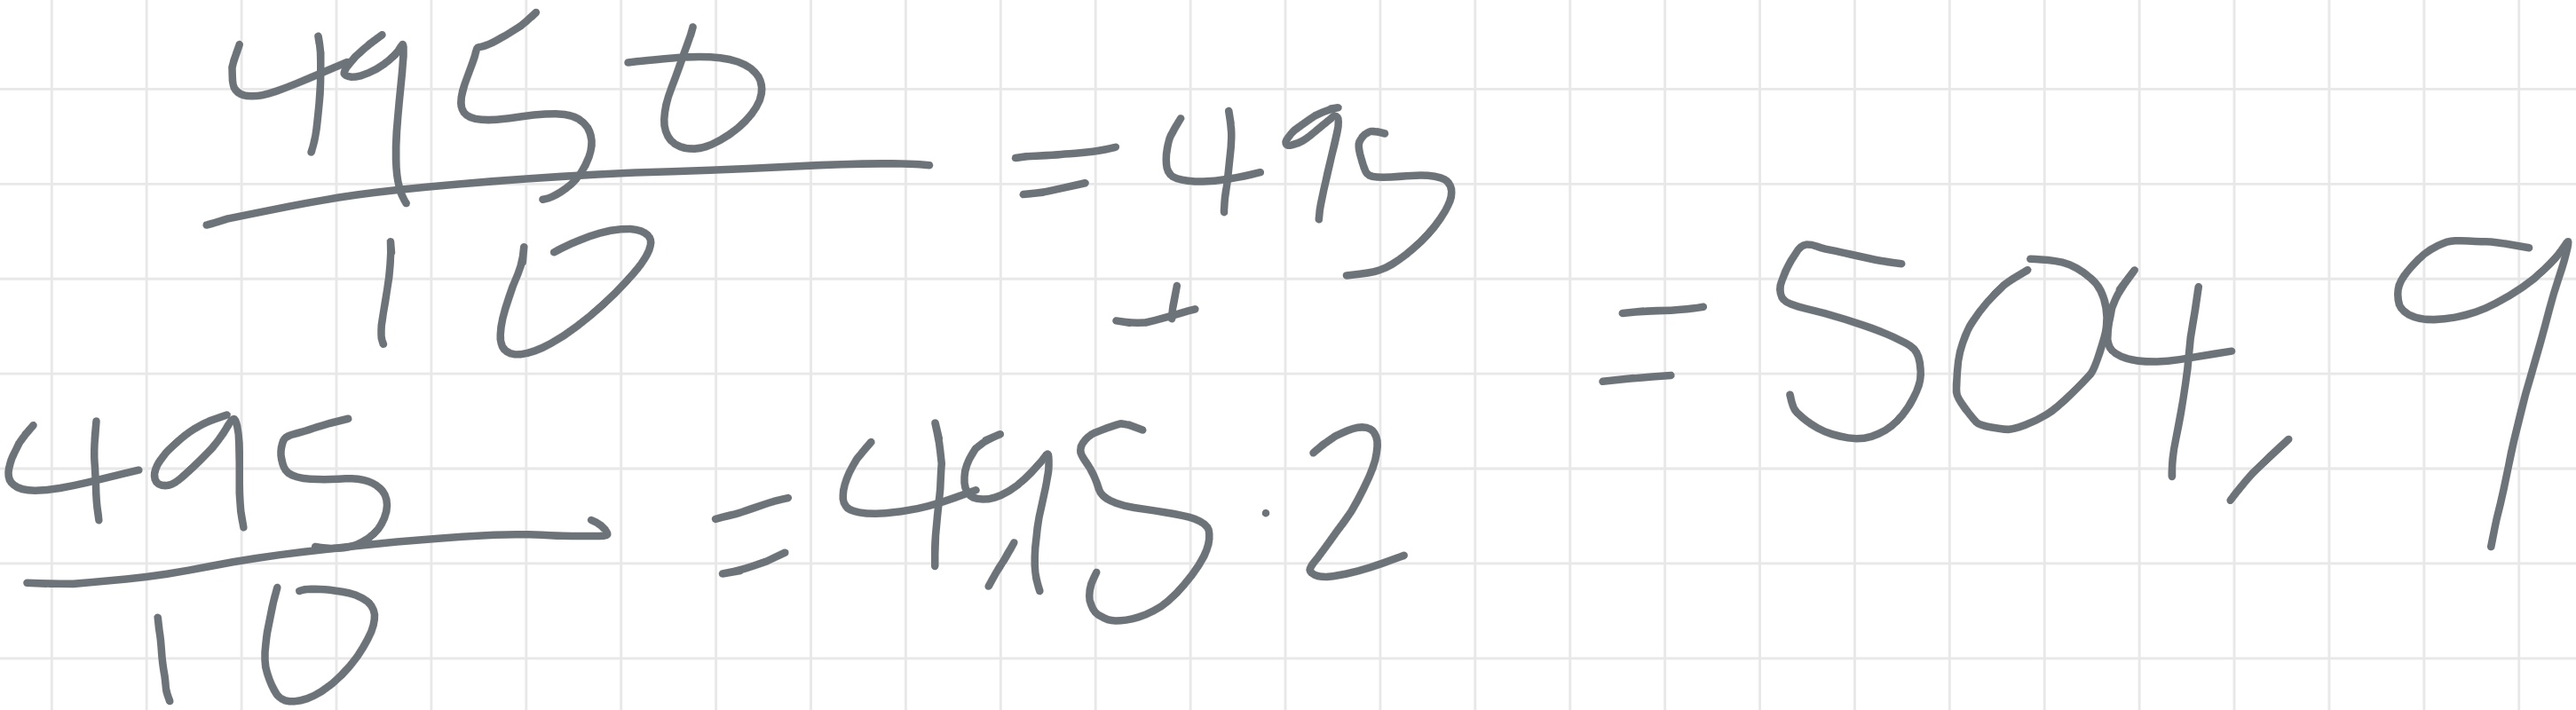 4950
—— = 495
10
+ = 504,9
495
—— = 49,5 · 2
10